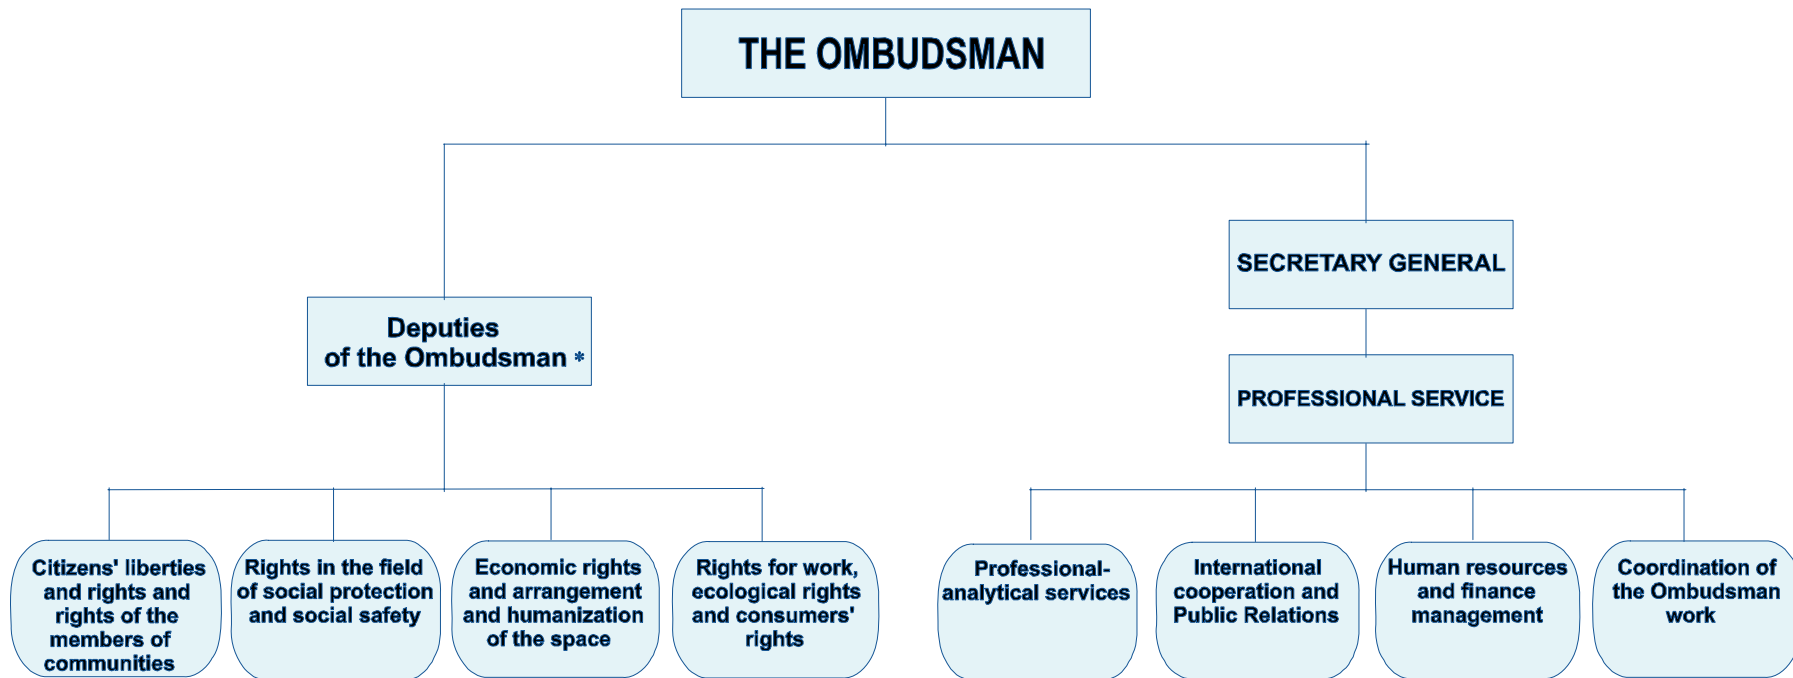 THE OMBUDSMAN
SECRETARY GENERAL
Deputies
of the Ombudsman *
PROFESSIONAL SERVICE
Citizens' liberties
and rights and
rights of the
members of
communities
Rights in the field
of social protection
and social safety
Economic rights
and arrangement
and humanization
of the space
Rights for work,
ecological rights
and consumers'
rights
Professional-
analytical services
International
cooperation and
Public Relations
Human resources
and finance
management
Coordination of
the Ombudsman
work